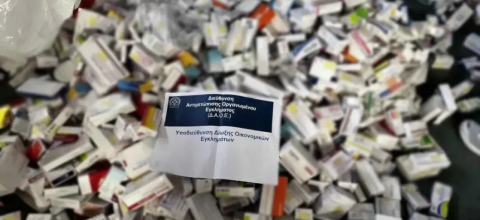 Διεύθυνση
Αντιμετώπισης Οργανωμένου
Εγκλήματος
(Δ.Α.Ο.Ε.)
Υποδιεύθυνση Δίωξης Οικονομικών
Εγκλημάτων